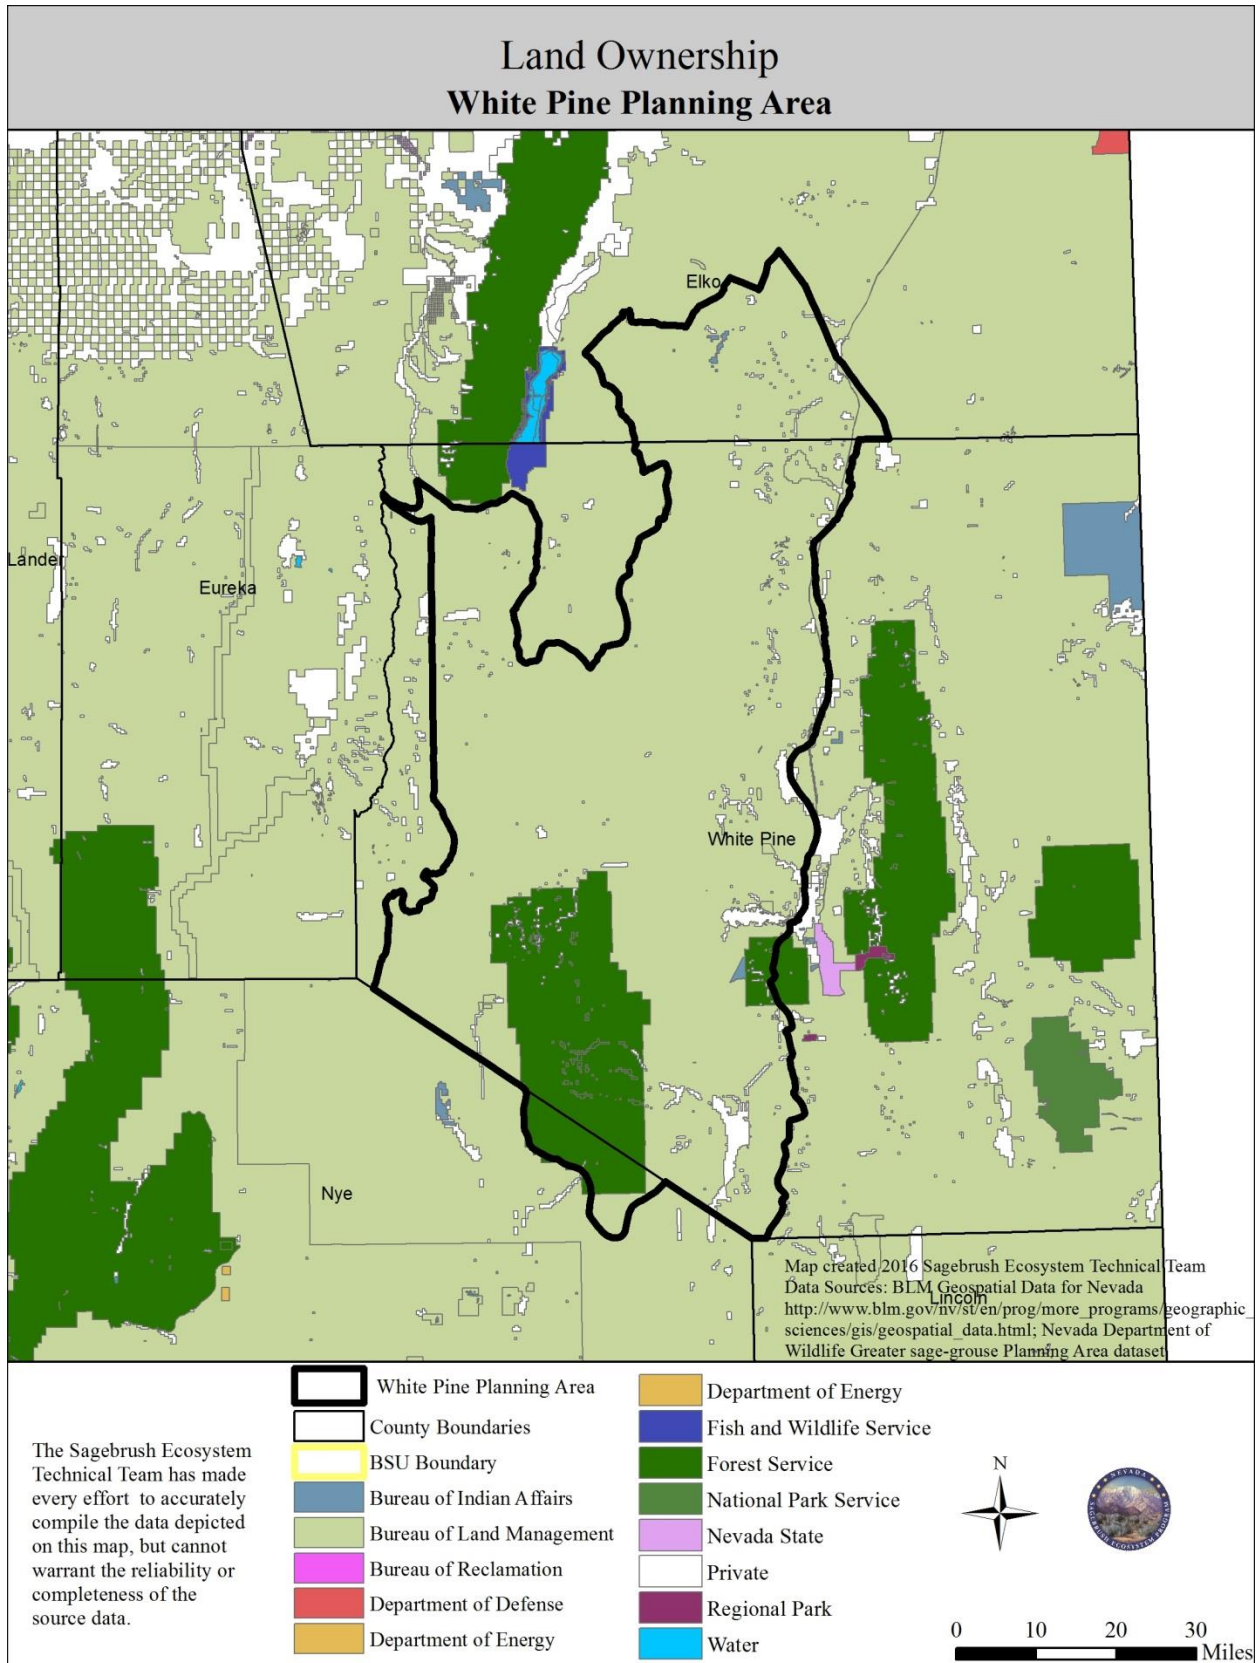 Land Ownership
White Pine Planning Area
Elko
Lander
Eureka
White Pine
Nye
Lincoln
Map created 2016 Sagebrush Ecosystem Technical Team
Data Sources: BLM Geospatial Data for Nevada
http://www.blm.gov/nv/st/en/prog/more_programs/geographic_
sciences/gis/geospatial_data.html; Nevada Department of
Wildlife Greater sage-grouse Planning Area dataset
The Sagebrush Ecosystem
Technical Team has made
every effort to accurately
compile the data depicted
on this map, but cannot
warrant the reliability or
completeness of the
source data.
White Pine Planning Area
County Boundaries
BSU Boundary
Bureau of Indian Affairs
Bureau of Land Management
Bureau of Reclamation
Department of Defense
Department of Energy
Department of Energy
Fish and Wildlife Service
Forest Service
National Park Service
Nevada State
Private
Regional Park
Water
N
NEVADA
SAGEBRUSH ECOSYSTEM PROGRAM
0 10 20 30
Miles